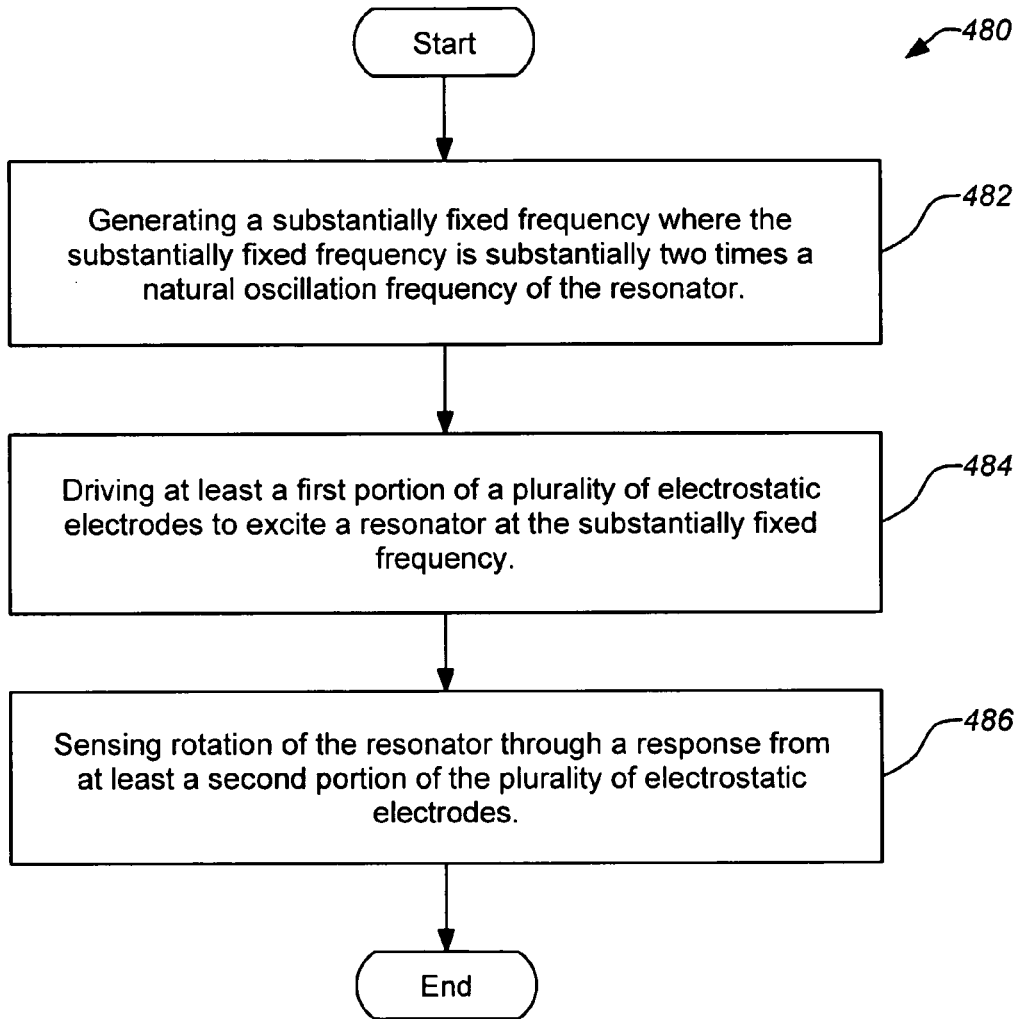 Start
480
Generating a substantially fixed frequency where the
substantially fixed frequency is substantially two times a
natural oscillation frequency of the resonator.
482
Driving at least a first portion of a plurality of electrostatic
electrodes to excite a resonator at the substantially fixed
frequency.
484
Sensing rotation of the resonator through a response from
at least a second portion of the plurality of electrostatic
electrodes.
486
End